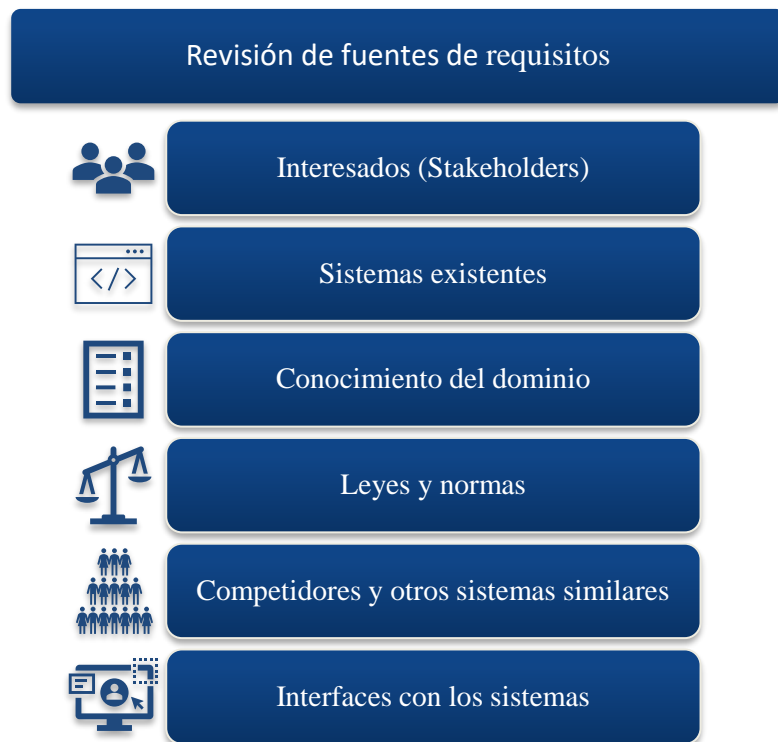 Revisión de fuentes de requisitos
Interesados (Stakeholders)
</>
Sistemas existentes
Conocimiento del dominio
Leyes y normas
Competidores y otros sistemas similares
Interfaces con los sistemas